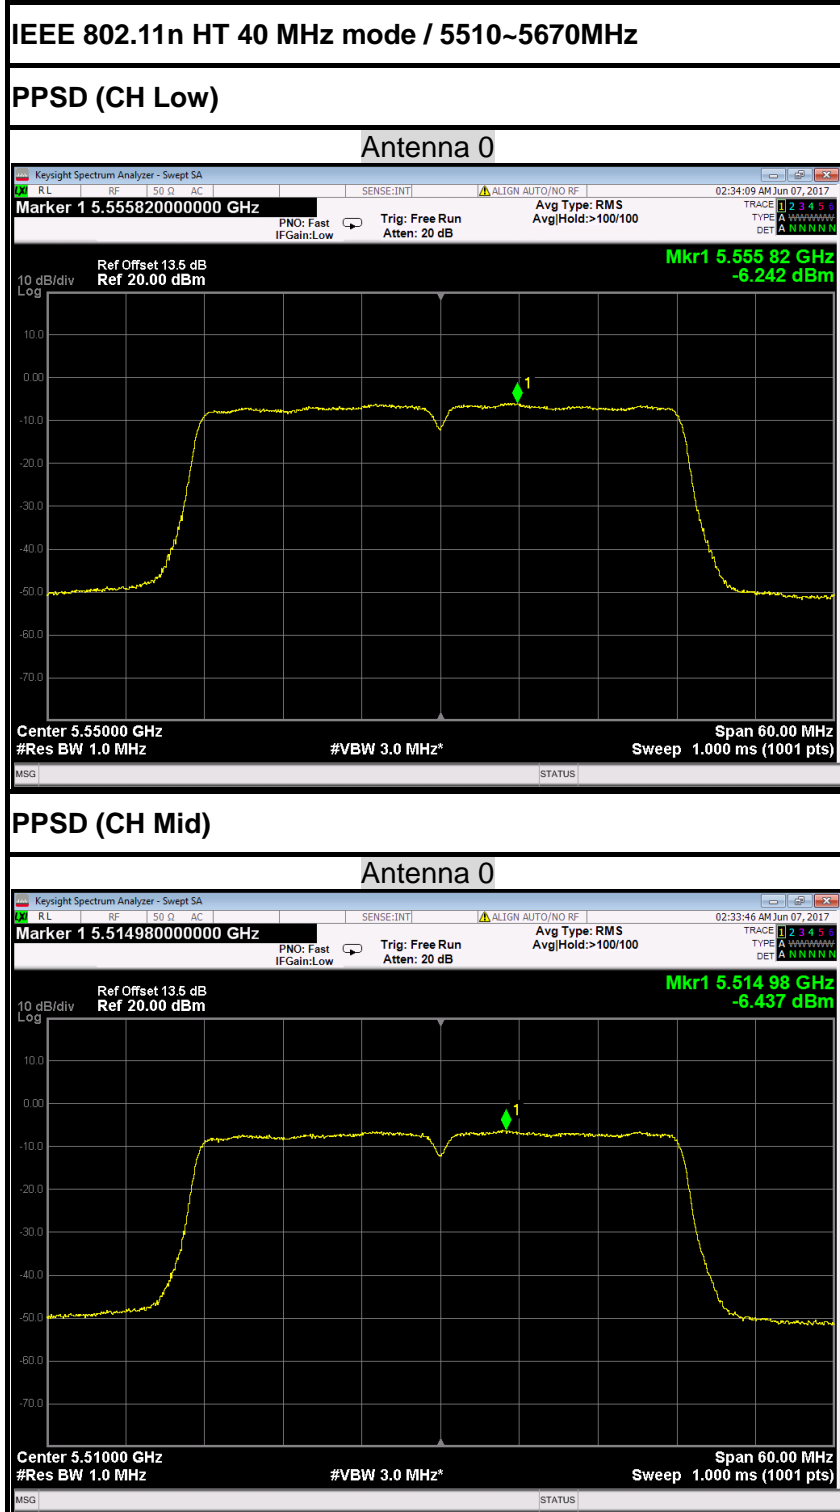 IEEE 802.11n HT 40 MHz mode / 5510~5670MHz
PPSD (CH Low)
Antenna 0
Keysight Spectrum Analyzer - Swept SA
LXI RL RF 50 Ω AC SENSE:INT ALIGN AUTO/NO RF 02:34:09 AM Jun 07, 2017
Marker 1 5.555820000000 GHz
PNO: Fast
IFGain:Low
Trig: Free Run
Atten: 20 dB
Avg Type: RMS
Avg|Hold:>100/100
TRACE 1 2 3 4 5 6
TYPE A WWWWW
DET A N N N N N
Mkr1 5.555 82 GHz
-6.242 dBm
Ref Offset 13.5 dB
10 dB/div Ref 20.00 dBm
Log
10.0
0.00
1
-10.0
-20.0
-30.0
-40.0
-50.0
-60.0
-70.0
Center 5.55000 GHz Span 60.00 MHz
#Res BW 1.0 MHz #VBW 3.0 MHz* Sweep 1.000 ms (1001 pts)
MSG STATUS
PPSD (CH Mid)
Antenna 0
Keysight Spectrum Analyzer - Swept SA
LXI RL RF 50 Ω AC SENSE:INT ALIGN AUTO/NO RF 02:33:46 AM Jun 07, 2017
Marker 1 5.514980000000 GHz
PNO: Fast
IFGain:Low
Trig: Free Run
Atten: 20 dB
Avg Type: RMS
Avg|Hold:>100/100
TRACE 1 2 3 4 5 6
TYPE A WWWWW
DET A N N N N N
Mkr1 5.514 98 GHz
-6.437 dBm
Ref Offset 13.5 dB
10 dB/div Ref 20.00 dBm
Log
10.0
0.00
1
-10.0
-20.0
-30.0
-40.0
-50.0
-60.0
-70.0
Center 5.51000 GHz Span 60.00 MHz
#Res BW 1.0 MHz #VBW 3.0 MHz* Sweep 1.000 ms (1001 pts)
MSG STATUS